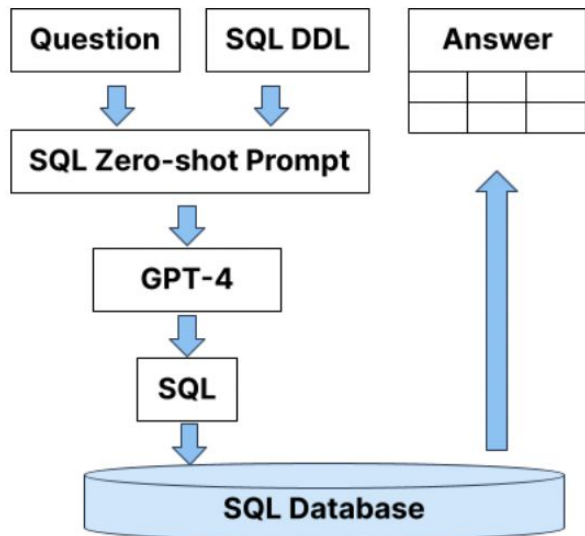 Question
SQL DDL
Answer
SQL Zero-shot Prompt
GPT-4
SQL
SQL Database